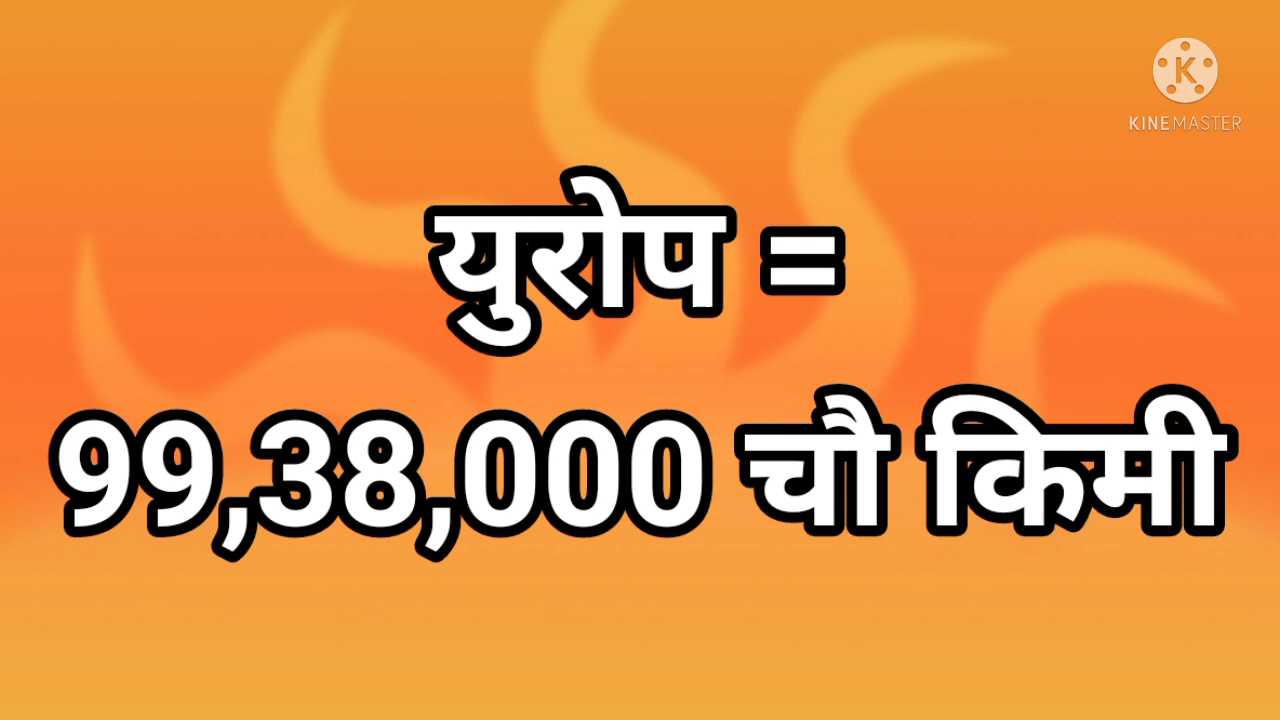 KINEMASTER
युरोप =
99,38,000 चौ किमी